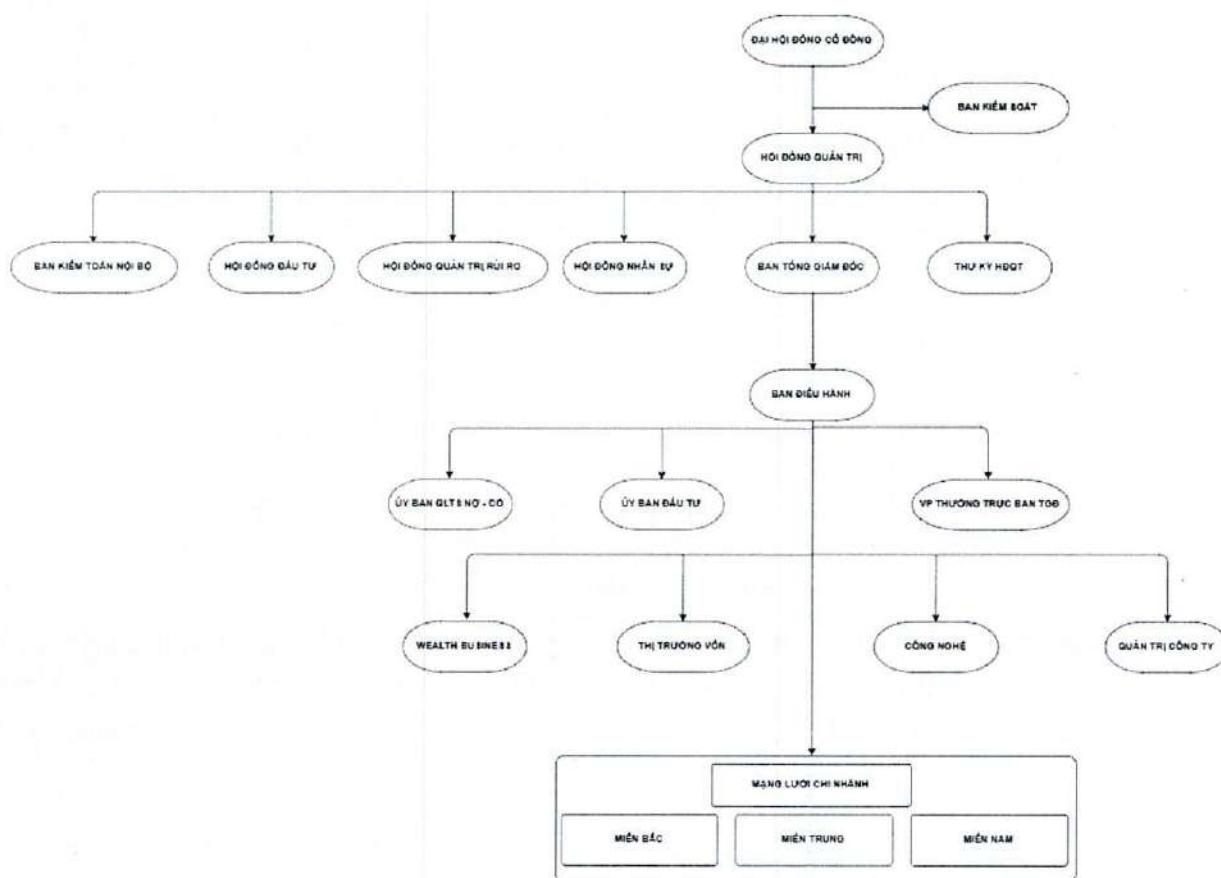 ĐẠI HỘI ĐỒNG CỔ ĐÔNG
BAN KIỂM SOÁT
HỘI ĐỒNG QUẢN TRỊ
BAN KIỂM TOÁN NỘI BỘ
HỘI ĐỒNG ĐẦU TƯ
HỘI ĐỒNG QUẢN TRỊ RỦI RO
HỘI ĐỒNG NHÂN SỰ
BAN TỔNG GIÁM ĐỐC
THƯ KÝ HĐQT
BAN ĐIỀU HÀNH
ỦY BAN QLTS NỢ - CÓ
ỦY BAN ĐẦU TƯ
VP THƯỜNG TRỰC BAN TGĐ
WEALTH BUSINESS
THỊ TRƯỜNG VỐN
CÔNG NGHỆ
QUẢN TRỊ CÔNG TY
MẠNG LƯỚI CHI NHÁNH
MIỀN BẮC
MIỀN TRUNG
MIỀN NAM